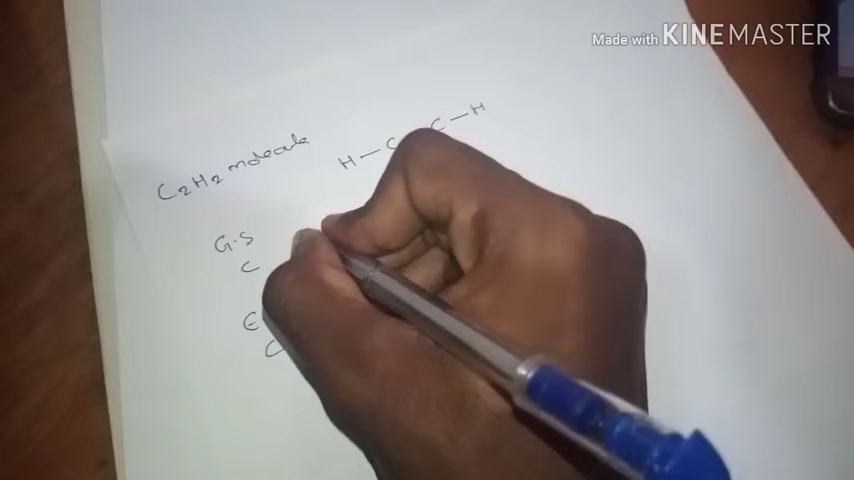 Made with KINEMASTER
H-C C-H
C2H2 molecule
G.S
C
E
C